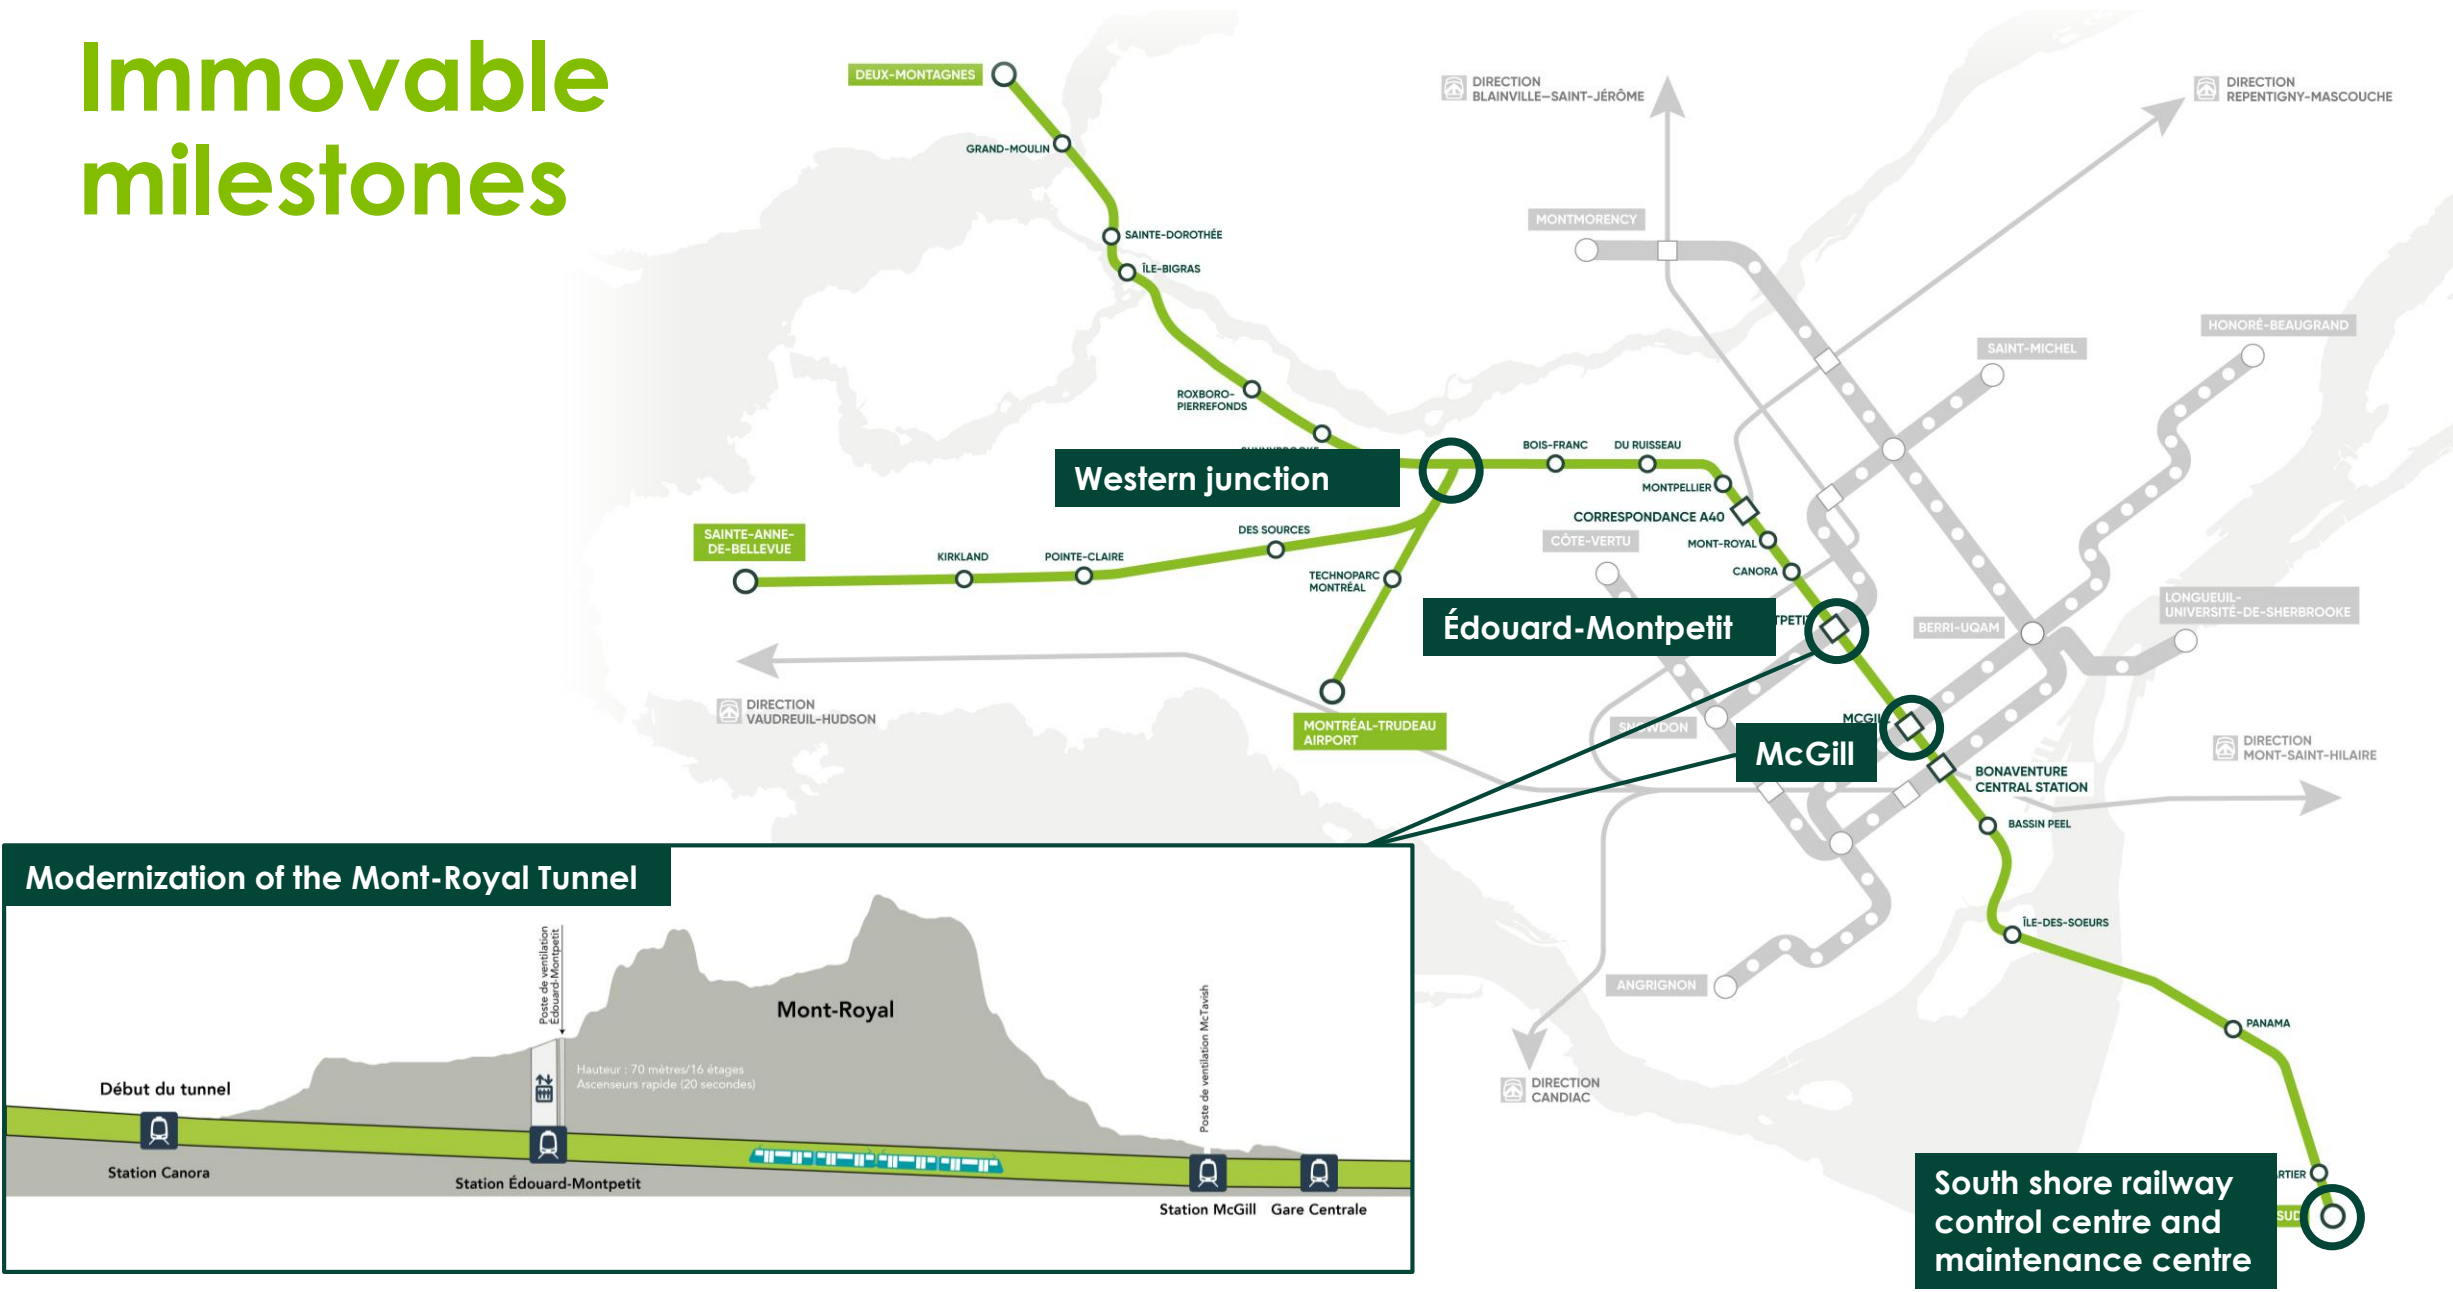 Immovable
milestones
DEUX-MONTAGNES
GRAND-MOULIN
SAINTE-DOROTHÉE
ÎLE-BIGRAS
ROXBORO-
PIERREFONDS
DIRECTION
BLAINVILLE–SAINT-JÉRÔME
DIRECTION
REPENTIGNY-MASCOUCHE
MONTMORENCY
SAINT-MICHEL
HONORÉ-BEAUGRAND
Western junction
BOIS-FRANC
DU RUISSEAU
MONTPELLIER
CORRESPONDANCE A40
CÔTE-VERTU
MONT-ROYAL
CANORA
SAINTE-ANNE-
DE-BELLEVUE
KIRKLAND
POINTE-CLAIRE
DES SOURCES
TECHNOPARC
MONTRÉAL
Édouard-Montpetit
TPETIT
BERRI-UQAM
LONGUEUIL-
UNIVERSITÉ-DE-SHERBROOKE
DIRECTION
VAUDREUIL-HUDSON
MONTRÉAL-TRUDEAU
AIRPORT
SNOWDON
MCGILL
McGill
BONAVENTURE
CENTRAL STATION
DIRECTION
MONT-SAINT-HILAIRE
BASSIN PEEL
ÎLE-DES-SOEURS
ANGRIGNON
PANAMA
DIRECTION
CANDIAC
RTIER
SUD
South shore railway
control centre and
maintenance centre
Modernization of the Mont-Royal Tunnel
Poste de ventilation
Édouard-Montpetit
Mont-Royal
Hauteur : 70 mètres/16 étages
Ascenseurs rapide (20 secondes)
Poste de ventilation McTavish
Début du tunnel
Station Canora
Station Édouard-Montpetit
Station McGill
Gare Centrale